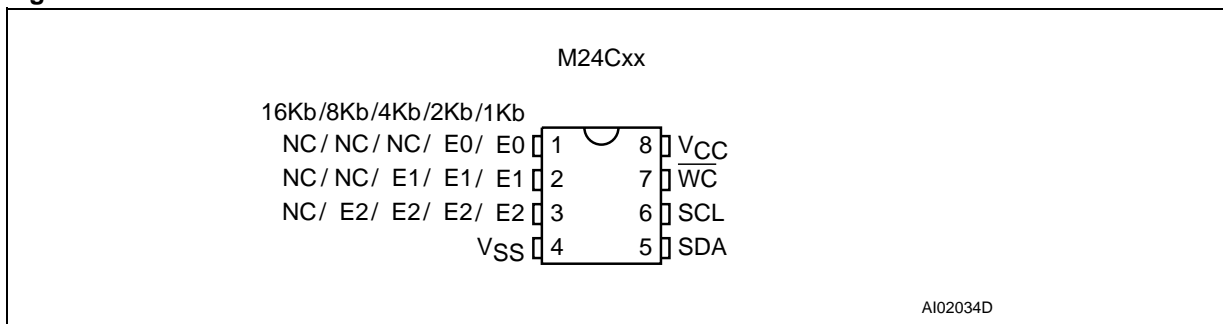 M24Cxx
16Kb/8Kb/4Kb/2Kb/1Kb
NC/ NC/ NC/ E0/ E0 1 8 VCC
NC/ NC/ E1/ E1/ E1 2 7 W̅C̅
NC/ E2/ E2/ E2/ E2 3 6 SCL
VSS 4 5 SDA
AI02034D